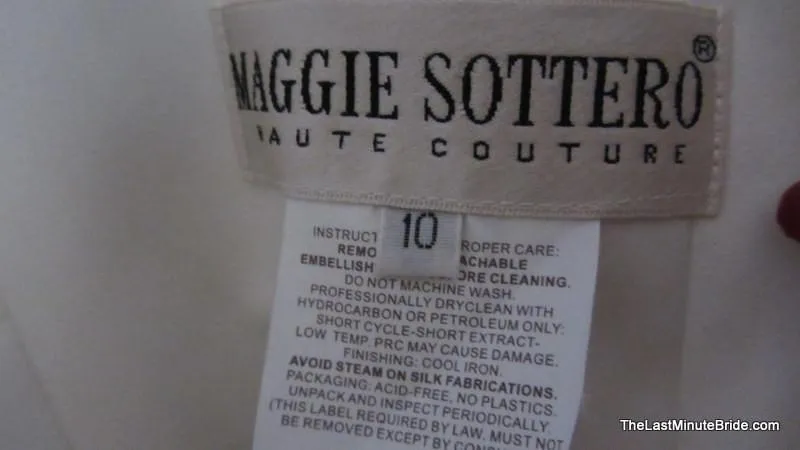 MAGGIE SOTTERO®
HAUTE COUTURE
10
INSTRUCT ROPER CARE:
REMO ACHABLE
EMBELLISH ORE CLEANING.
DO NOT MACHINE WASH.
PROFESSIONALLY DRYCLEAN WITH
HYDROCARBON OR PETROLEUM ONLY:
SHORT CYCLE-SHORT EXTRACT-
LOW TEMP. PRC MAY CAUSE DAMAGE.
FINISHING: COOL IRON.
AVOID STEAM ON SILK FABRICATIONS.
PACKAGING: ACID-FREE, NO PLASTICS.
UNPACK AND INSPECT PERIODICALLY.
(THIS LABEL REQUIRED BY LAW. MUST NOT
BE REMOVED EXCEPT BY CONS
TheLastMinuteBride.com